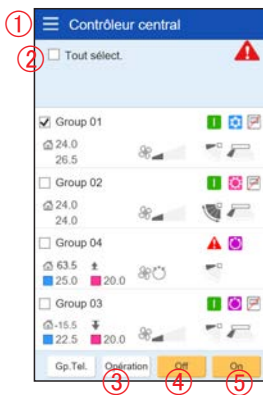 ① Contrôleur central
② Tout sélect.
Group 01
24.0
26.5
Group 02
24.0
24.0
Group 04
63.5
25.0 20.0
Group 03
-15.5
22.5 20.0
Gp.Tel. Opération Off On
③ ④ ⑤